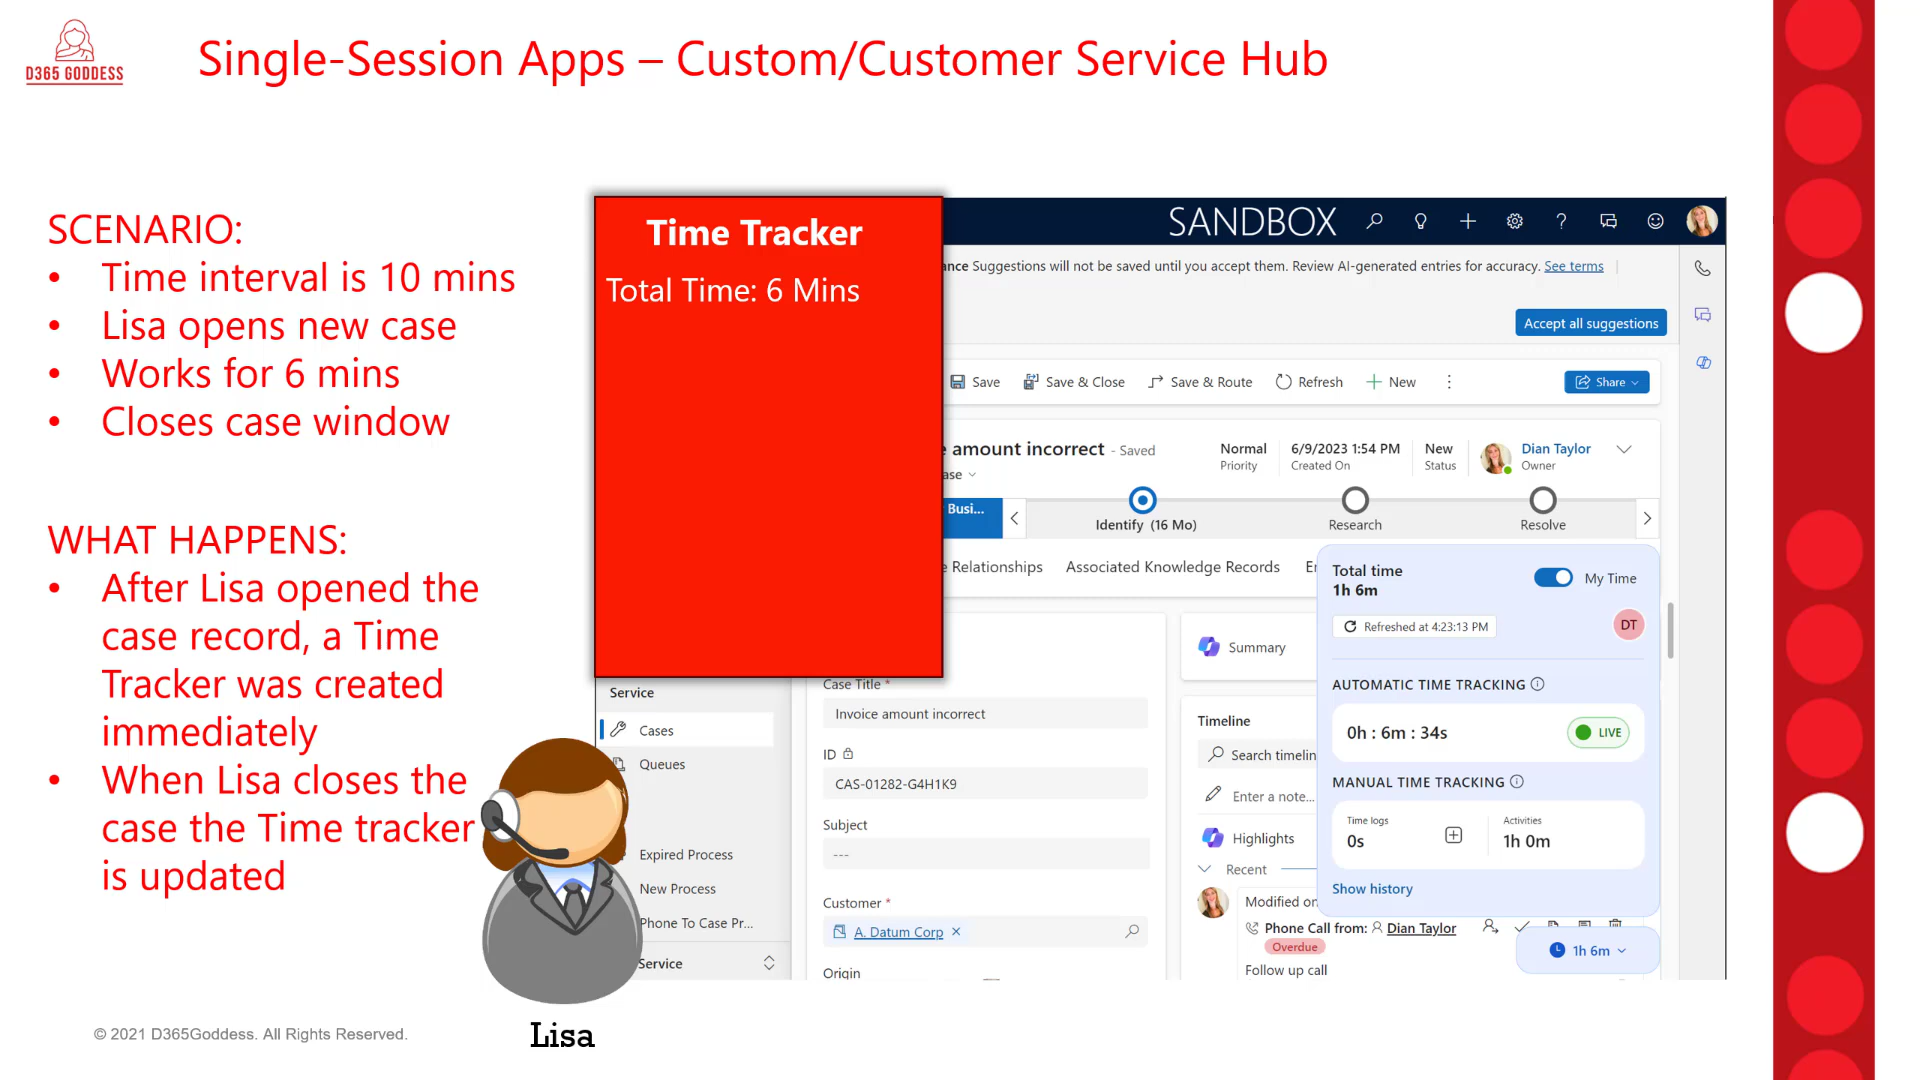 D365 GODDESS
Single-Session Apps – Custom/Customer Service Hub
SCENARIO:
• Time interval is 10 mins
• Lisa opens new case
• Works for 6 mins
• Closes case window
WHAT HAPPENS:
• After Lisa opened the
case record, a Time
Tracker was created
immediately
• When Lisa closes the
case the Time tracker
is updated
Time Tracker
Total Time: 6 Mins
SANDBOX
Suggestions will not be saved until you accept them. Review AI-generated entries for accuracy. See terms
Accept all suggestions
Save Save & Close Save & Route Refresh New Share
amount incorrect - Saved
Normal
Priority
6/9/2023 1:54 PM
Created On
New
Status
Dian Taylor
Owner
Busi...
Identify (16 Mo)
Research
Resolve
Relationships Associated Knowledge Records
Total time
1h 6m
My Time
Refreshed at 4:23:13 PM
DT
AUTOMATIC TIME TRACKING
0h : 6m : 34s
LIVE
MANUAL TIME TRACKING
Time logs
0s
Activities
1h 0m
Show history
1h 6m
Service
Cases
Queues
Expired Process
New Process
Phone To Case Pr...
Service
Case Title *
Invoice amount incorrect
ID
CAS-01282-G4H1K9
Subject
---
Customer *
A. Datum Corp
Origin
Summary
Timeline
Search timelin
Enter a note...
Highlights
Recent
Modified on
Phone Call from: Dian Taylor
Overdue
Follow up call
Lisa
© 2021 D365Goddess. All Rights Reserved.